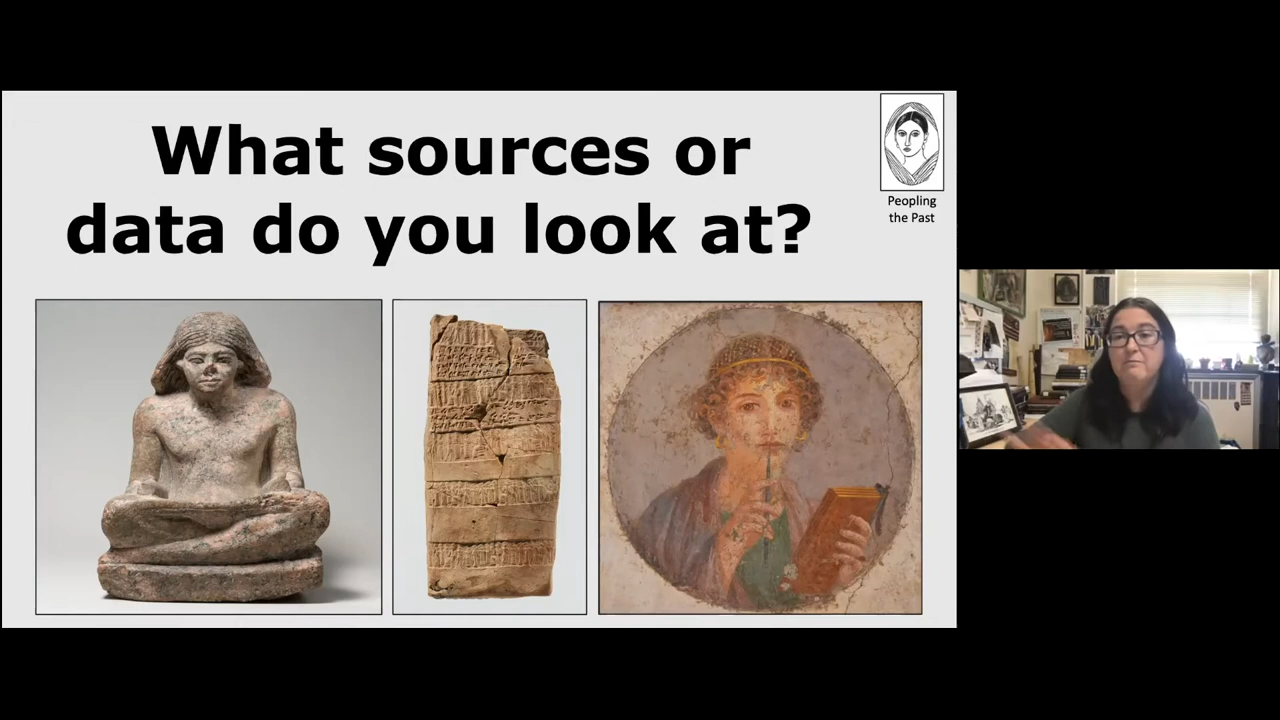 What sources or
data do you look at?
Peopling
the Past